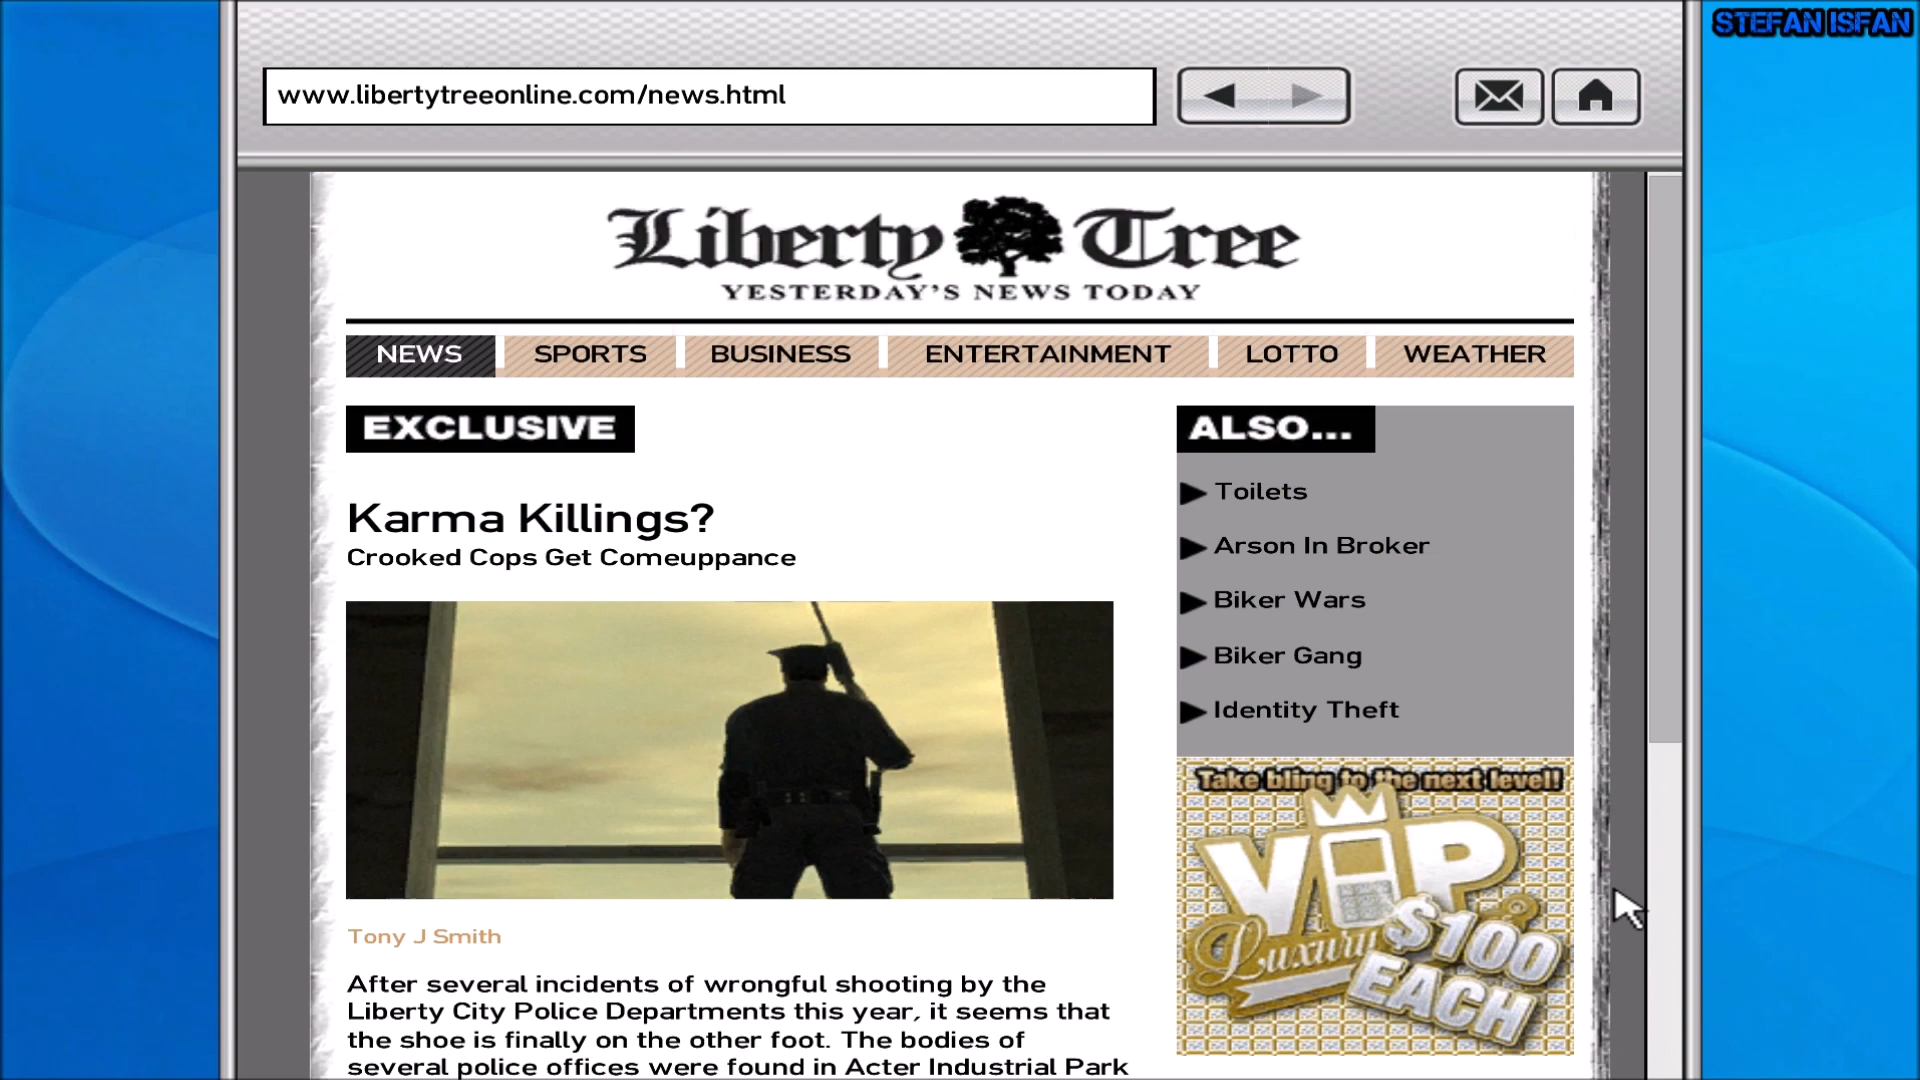 STEFAN ISFAN
www.libertytreeonline.com/news.html
Liberty Tree
YESTERDAY'S NEWS TODAY
NEWS SPORTS BUSINESS ENTERTAINMENT LOTTO WEATHER
EXCLUSIVE
Karma Killings?
Crooked Cops Get Comeuppance
Tony J Smith
After several incidents of wrongful shooting by the
Liberty City Police Departments this year, it seems that
the shoe is finally on the other foot. The bodies of
several police offices were found in Acter Industrial Park
ALSO...
Toilets
Arson In Broker
Biker Wars
Biker Gang
Identity Theft
Take bling to the next level!
VIP
Luxury
$100
EACH